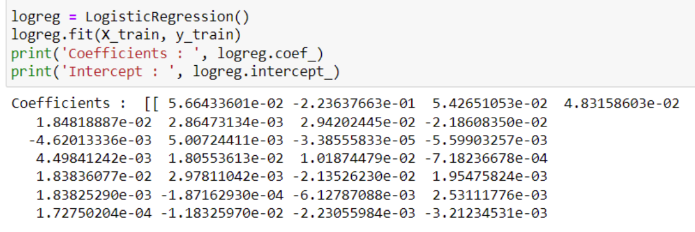 logreg = LogisticRegression()
logreg.fit(X_train, y_train)
print('Coefficients : ', logreg.coef_)
print('Intercept : ', logreg.intercept_)
Coefficients :  [[ 5.66433601e-02 -2.23637663e-01  5.42651053e-02  4.83158603e-02
1.84818887e-02  2.86473134e-03  2.94202445e-02 -2.18608350e-02
-4.62013336e-03  5.00724411e-03 -3.38555833e-05 -5.59903257e-03
4.49841242e-03  1.80553613e-02  1.01874479e-02 -7.18236678e-04
1.83836077e-02  2.97811042e-03 -2.13526230e-02  1.95475824e-03
1.83825290e-03 -1.87162930e-04 -6.12787088e-03  2.53111776e-03
1.72750204e-04 -1.18325970e-02 -2.23055984e-03 -3.21234531e-03